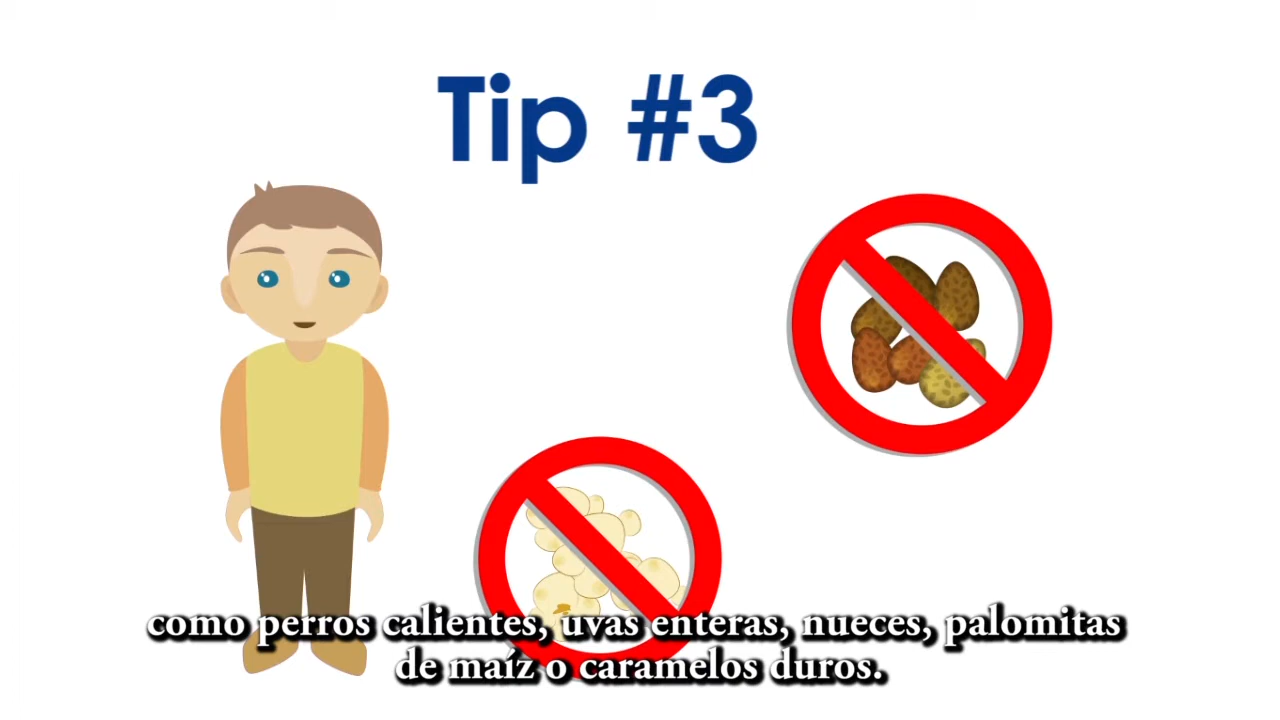 Tip #3
como perros calientes, uvas enteras, nueces, palomitas
de maíz o caramelos duros.